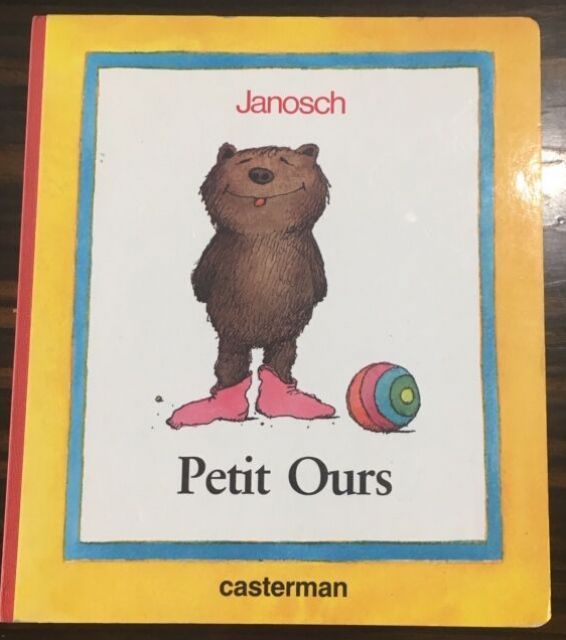 Janosch
Petit Ours
casterman